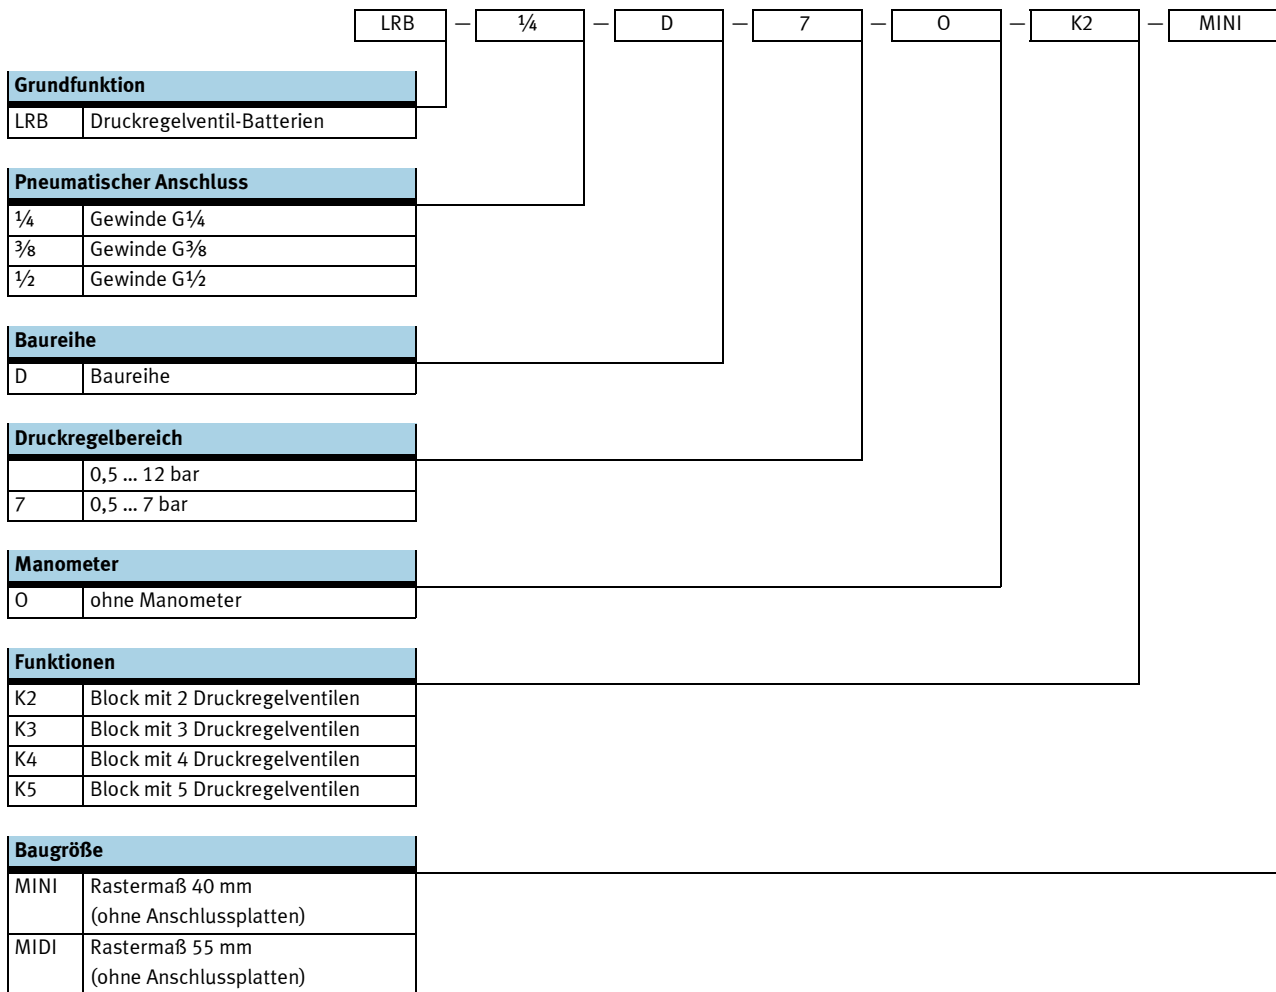 LRB — ¼ — D — 7 — O — K2 — MINI
Grundfunktion
LRB Druckregelventil-Batterien
Pneumatischer Anschluss
¼ Gewinde G¼
⅜ Gewinde G⅜
½ Gewinde G½
Baureihe
D Baureihe
Druckregelbereich
0,5 ... 12 bar
7 0,5 ... 7 bar
Manometer
O ohne Manometer
Funktionen
K2 Block mit 2 Druckregelventilen
K3 Block mit 3 Druckregelventilen
K4 Block mit 4 Druckregelventilen
K5 Block mit 5 Druckregelventilen
Baugröße
MINI Rastermaß 40 mm
(ohne Anschlussplatten)
MIDI Rastermaß 55 mm
(ohne Anschlussplatten)